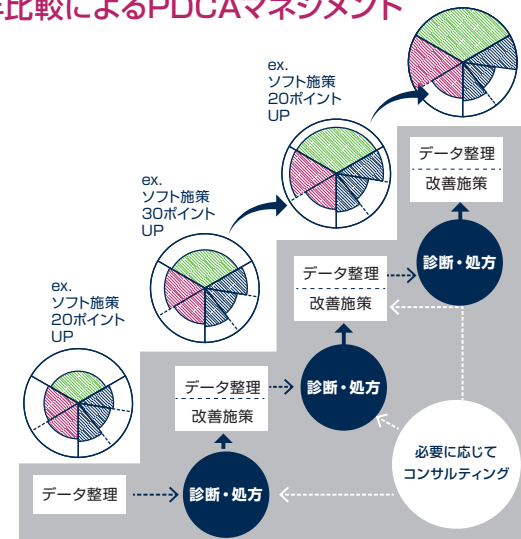 比較によるPDCAマネジメント
ex.
ソフト施策
20ポイント
UP
データ整理
改善施策
ex.
ソフト施策
30ポイント
UP
診断・処方
データ整理
改善施策
ex.
ソフト施策
20ポイント
UP
データ整理
改善施策
診断・処方
必要に応じて
コンサルティング
データ整理
診断・処方